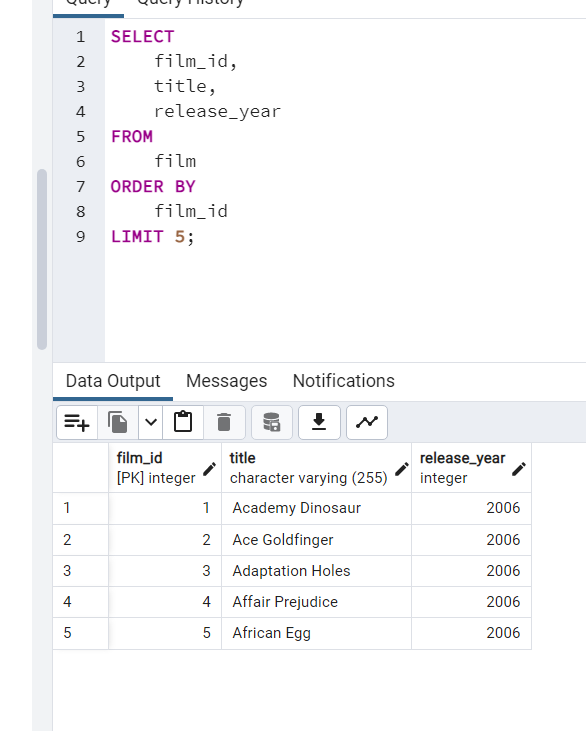 Query Query History
1 SELECT
2 film_id,
3 title,
4 release_year
5 FROM
6 film
7 ORDER BY
8 film_id
9 LIMIT 5;
Data Output Messages Notifications
film_id title release_year
[PK] integer character varying (255) integer
1 1 Academy Dinosaur 2006
2 2 Ace Goldfinger 2006
3 3 Adaptation Holes 2006
4 4 Affair Prejudice 2006
5 5 African Egg 2006